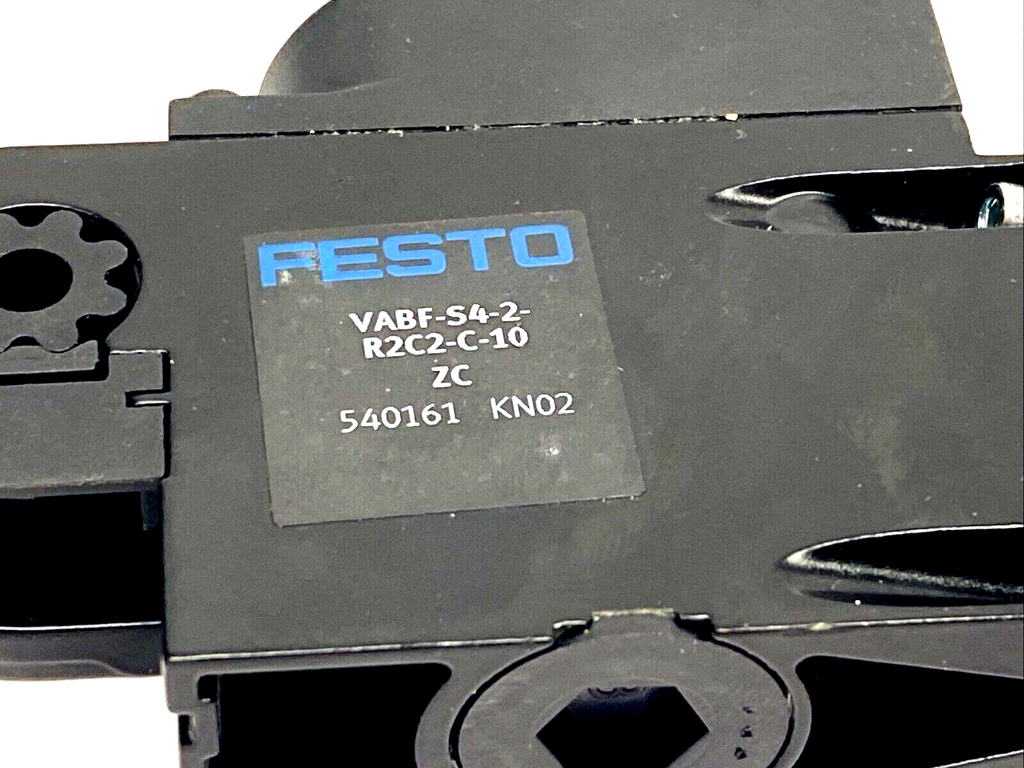 FESTO
VABF-S4-2-
R2C2-C-10
ZC
540161 KN02